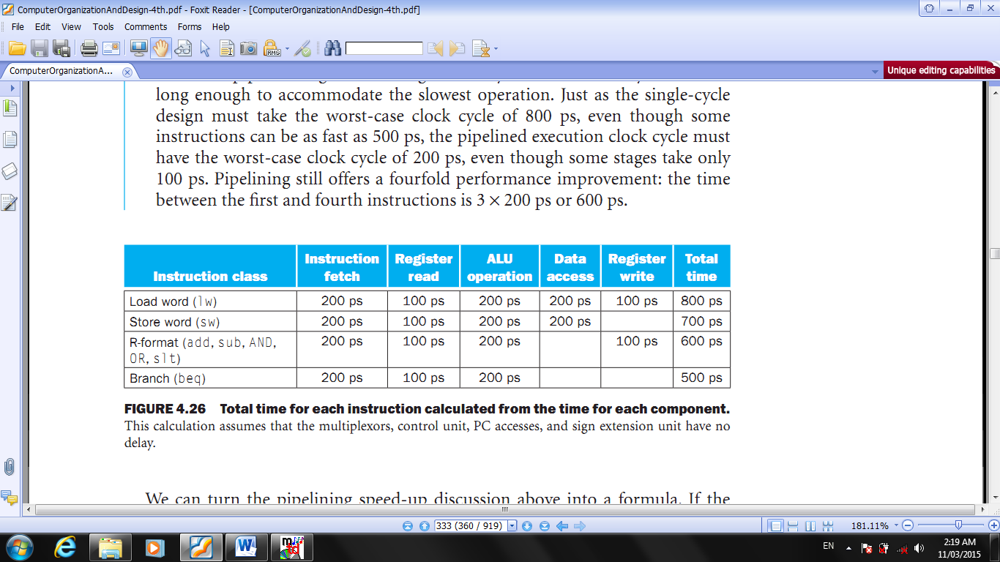 ComputerOrganizationAndDesign-4th.pdf - Foxit Reader - [ComputerOrganizationAndDesign-4th.pdf]
File Edit View Tools Comments Forms Help
RMS
ComputerOrganizationA...
Unique editing capabilities
long enough to accommodate the slowest operation. Just as the single-cycle
design must take the worst-case clock cycle of 800 ps, even though some
instructions can be as fast as 500 ps, the pipelined execution clock cycle must
have the worst-case clock cycle of 200 ps, even though some stages take only
100 ps. Pipelining still offers a fourfold performance improvement: the time
between the first and fourth instructions is 3 × 200 ps or 600 ps.
Instruction class Instruction fetch Register read ALU operation Data access Register write Total time
Load word (lw) 200 ps 100 ps 200 ps 200 ps 100 ps 800 ps
Store word (sw) 200 ps 100 ps 200 ps 200 ps 700 ps
R-format (add, sub, AND, 200 ps 100 ps 200 ps 100 ps 600 ps
OR, slt)
Branch (beq) 200 ps 100 ps 200 ps 500 ps
FIGURE 4.26 Total time for each instruction calculated from the time for each component.
This calculation assumes that the multiplexors, control unit, PC accesses, and sign extension unit have no
delay.
We can turn the pipelining speed-up discussion above into a formula. If the
333 (360 / 919)
181.11%
EN
2:19 AM
11/03/2015